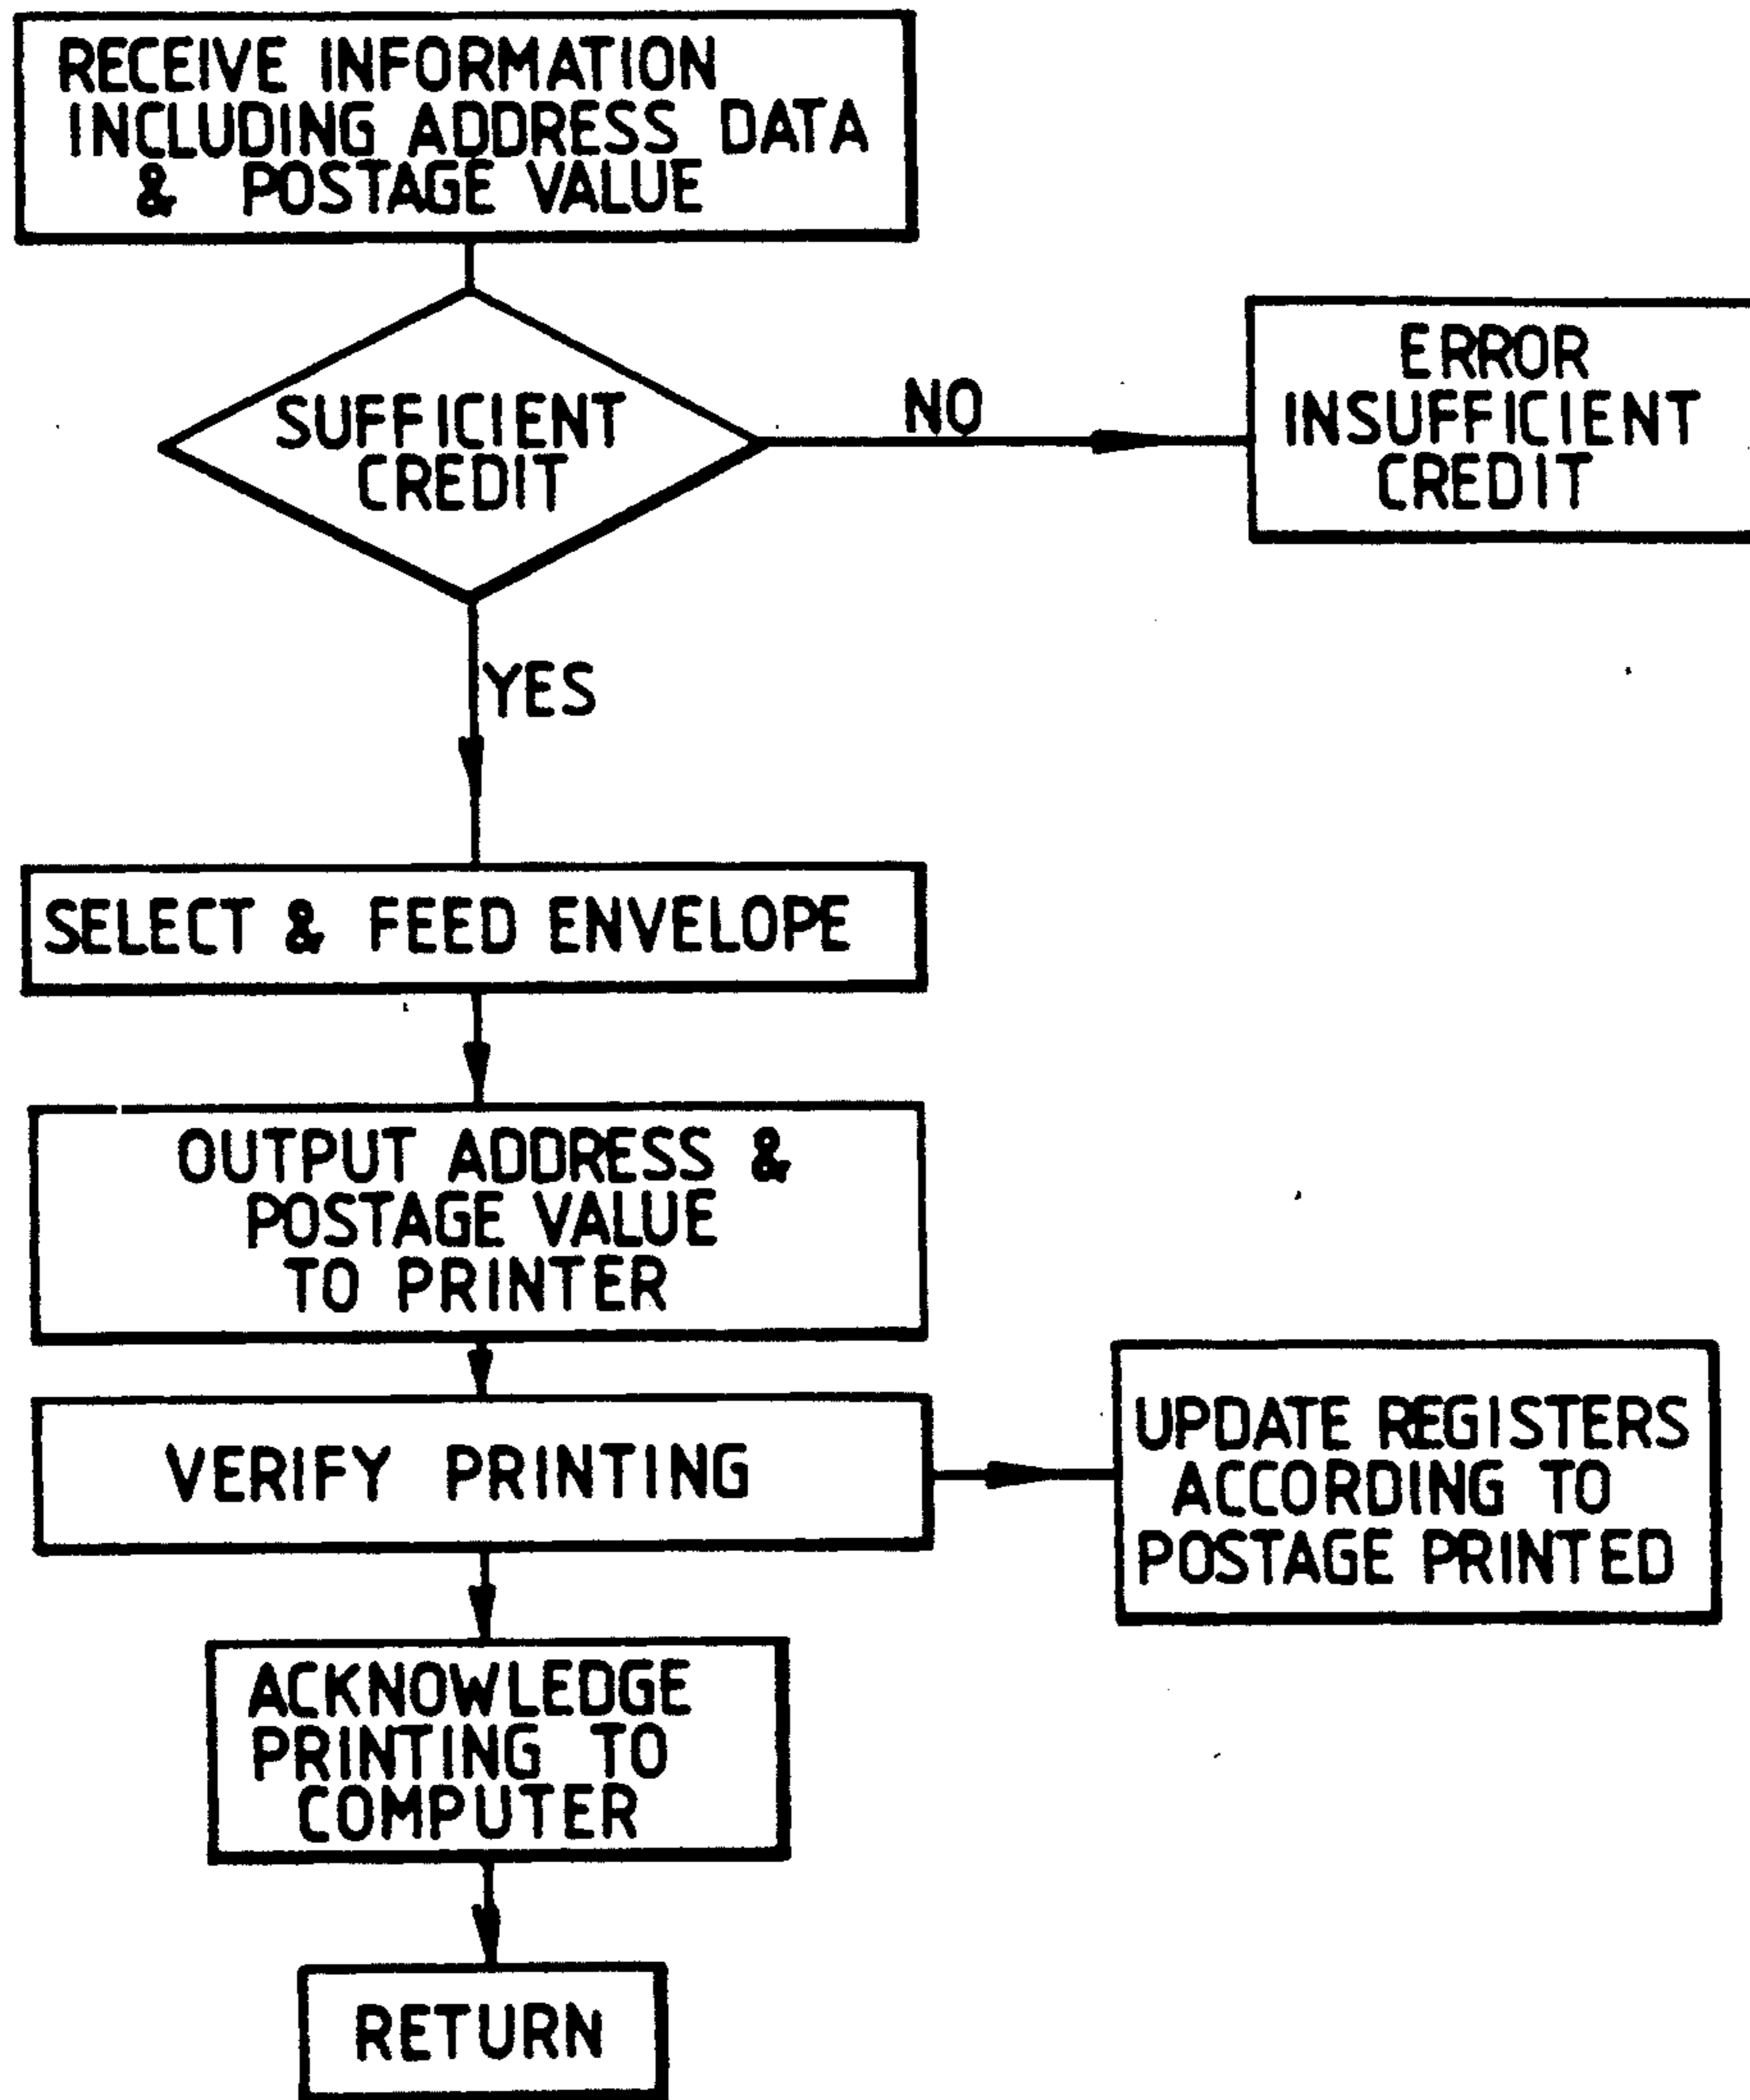 RECEIVE INFORMATION
INCLUDING ADDRESS DATA
& POSTAGE VALUE
SUFFICIENT
CREDIT
NO
ERROR
INSUFFICIENT
CREDIT
YES
SELECT & FEED ENVELOPE
OUTPUT ADDRESS &
POSTAGE VALUE
TO PRINTER
VERIFY PRINTING
UPDATE REGISTERS
ACCORDING TO
POSTAGE PRINTED
ACKNOWLEDGE
PRINTING TO
COMPUTER
RETURN